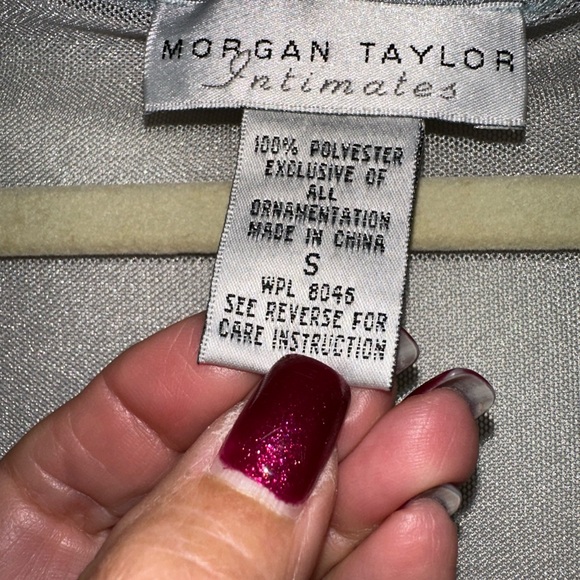 MORGAN TAYLOR
Intimates
100% POLYESTER
EXCLUSIVE OF
ALL
ORNAMENTATION
MADE IN CHINA
S
WPL 8046
SEE REVERSE FOR
CARE INSTRUCTION